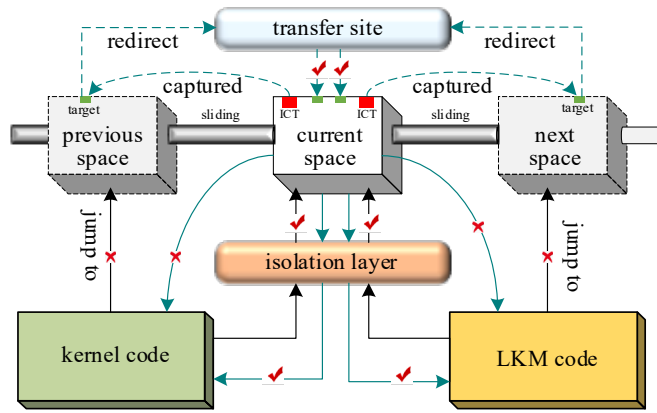 transfer site
redirect
redirect
captured
captured
target
ICT
ICT
target
previous
space
sliding
current
space
sliding
next
space
jump to
jump to
isolation layer
kernel code
LKM code